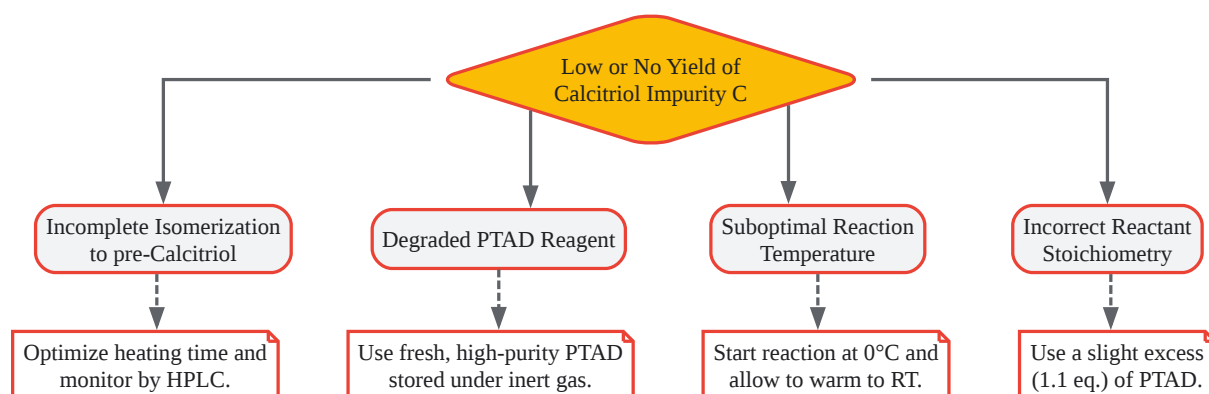 Low or No Yield of
Calcitriol Impurity C
Incomplete Isomerization
to pre-Calcitriol
Degraded PTAD Reagent
Suboptimal Reaction
Temperature
Incorrect Reactant
Stoichiometry
Optimize heating time and
monitor by HPLC.
Use fresh, high-purity PTAD
stored under inert gas.
Start reaction at 0°C and
allow to warm to RT.
Use a slight excess
(1.1 eq.) of PTAD.